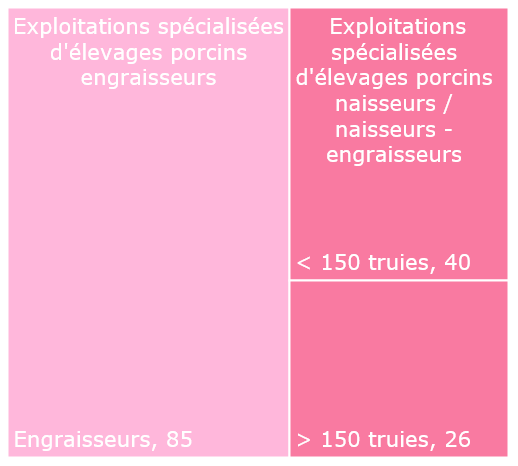 Exploitations spécialisées
d'élevages porcins
engraisseurs
Engraisseurs, 85
Exploitations
spécialisées
d'élevages porcins
naisseurs /
naisseurs -
engraisseurs
< 150 truies, 40
> 150 truies, 26